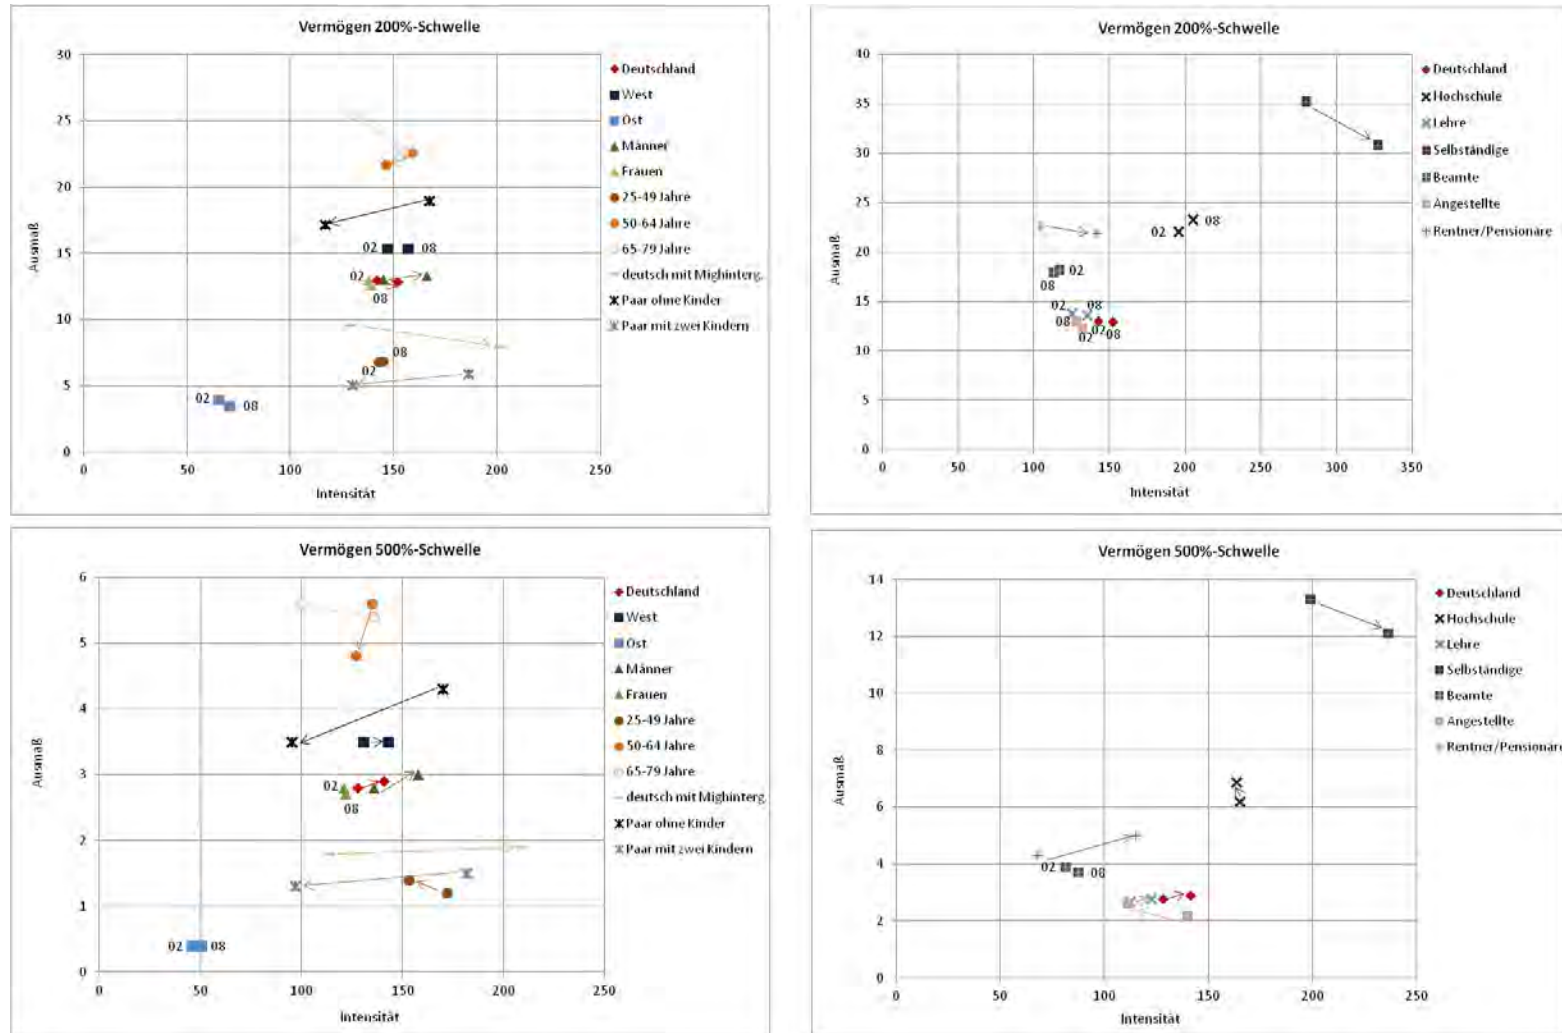 Vermögen 200%-Schwelle
30
25
20
15
10
5
0
Ausmaß
0 50 100 150 200 250
Intensität
02 08
02
08
08
02
02 08
Deutschland
West
Ost
Männer
Frauen
25-49 Jahre
50-64 Jahre
65-79 Jahre
deutsch mit Mighinterg.
Paar ohne Kinder
Paar mit zwei Kindern
Vermögen 200%-Schwelle
40
35
30
25
20
15
10
5
0
Ausmaß
0 50 100 150 200 250 300 350
Intensität
02 08
02
08
02 08
08
02 02 08
Deutschland
Hochschule
Lehre
Selbständige
Beamte
Angestellte
Rentner/Pensionäre
Vermögen 500%-Schwelle
6
5
4
3
2
1
0
Ausmaß
0 50 100 150 200 250
Intensität
02
08
02 08
Deutschland
West
Ost
Männer
Frauen
25-49 Jahre
50-64 Jahre
65-79 Jahre
deutsch mit Mighinterg.
Paar ohne Kinder
Paar mit zwei Kindern
Vermögen 500%-Schwelle
14
12
10
8
6
4
2
0
Ausmaß
0 50 100 150 200 250
Intensität
02 08
Deutschland
Hochschule
Lehre
Selbständige
Beamte
Angestellte
Rentner/Pensionäre